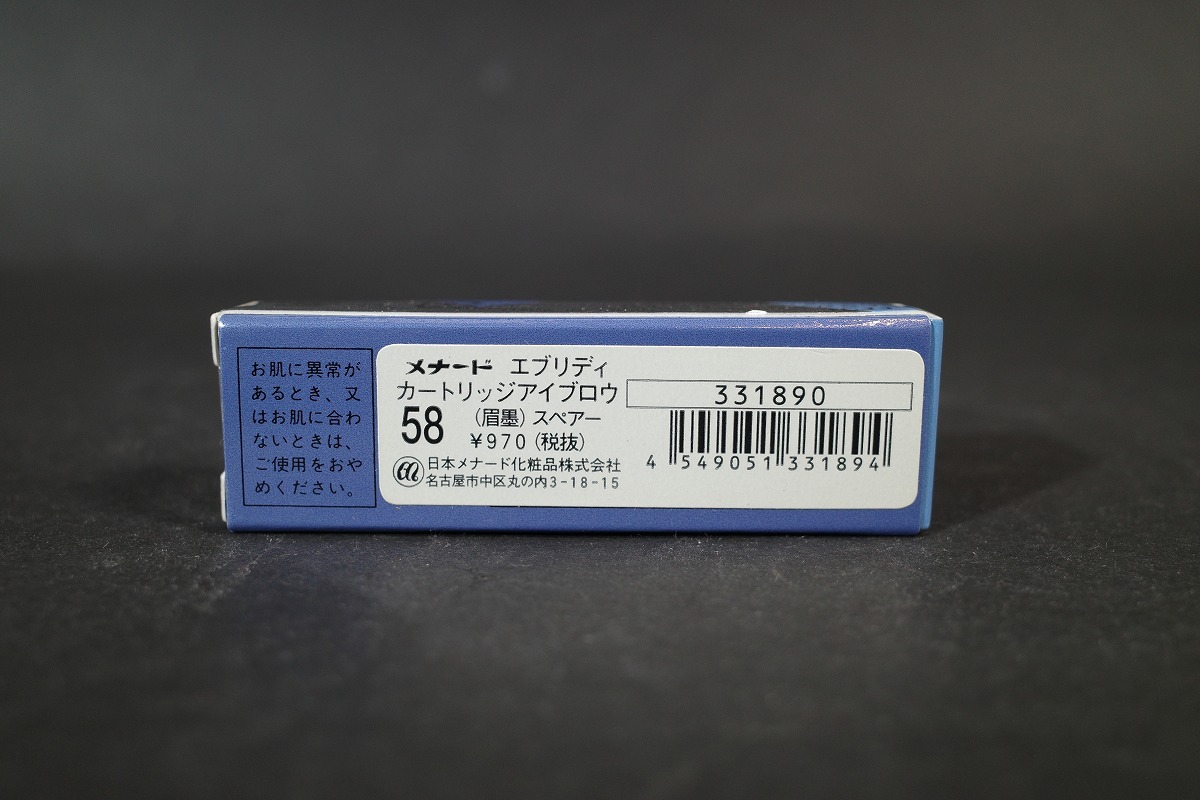 お肌に異常が
あるとき、又
はお肌に合わ
ないときは、
ご使用をおや
めください。
メナード エブリディ
カートリッジアイブロウ
58 (眉墨)スペアー
¥970(税抜)
日本メナード化粧品株式会社
名古屋市中区丸の内3-18-15
331890
4 549051 331894